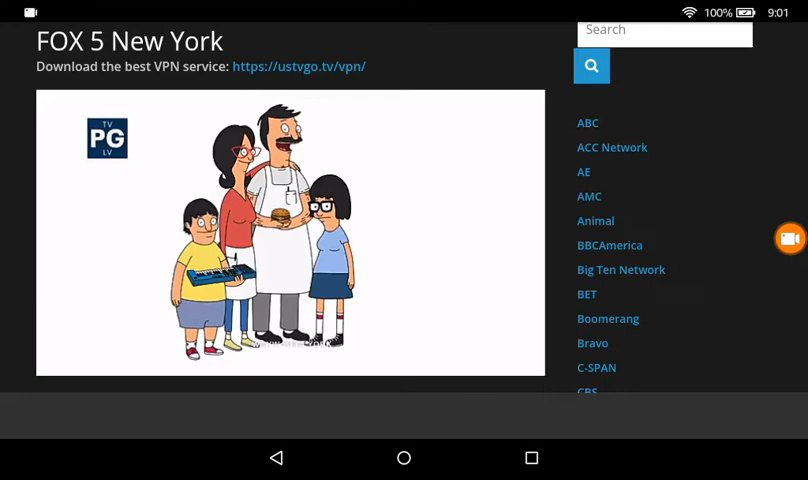 100% 9:01
FOX 5 New York
Download the best VPN service: https://ustvgo.tv/vpn/
Search
TV
PG
LV
ABC
ACC Network
AE
AMC
Animal
BBCAmerica
Big Ten Network
BET
Boomerang
Bravo
C-SPAN
CBS